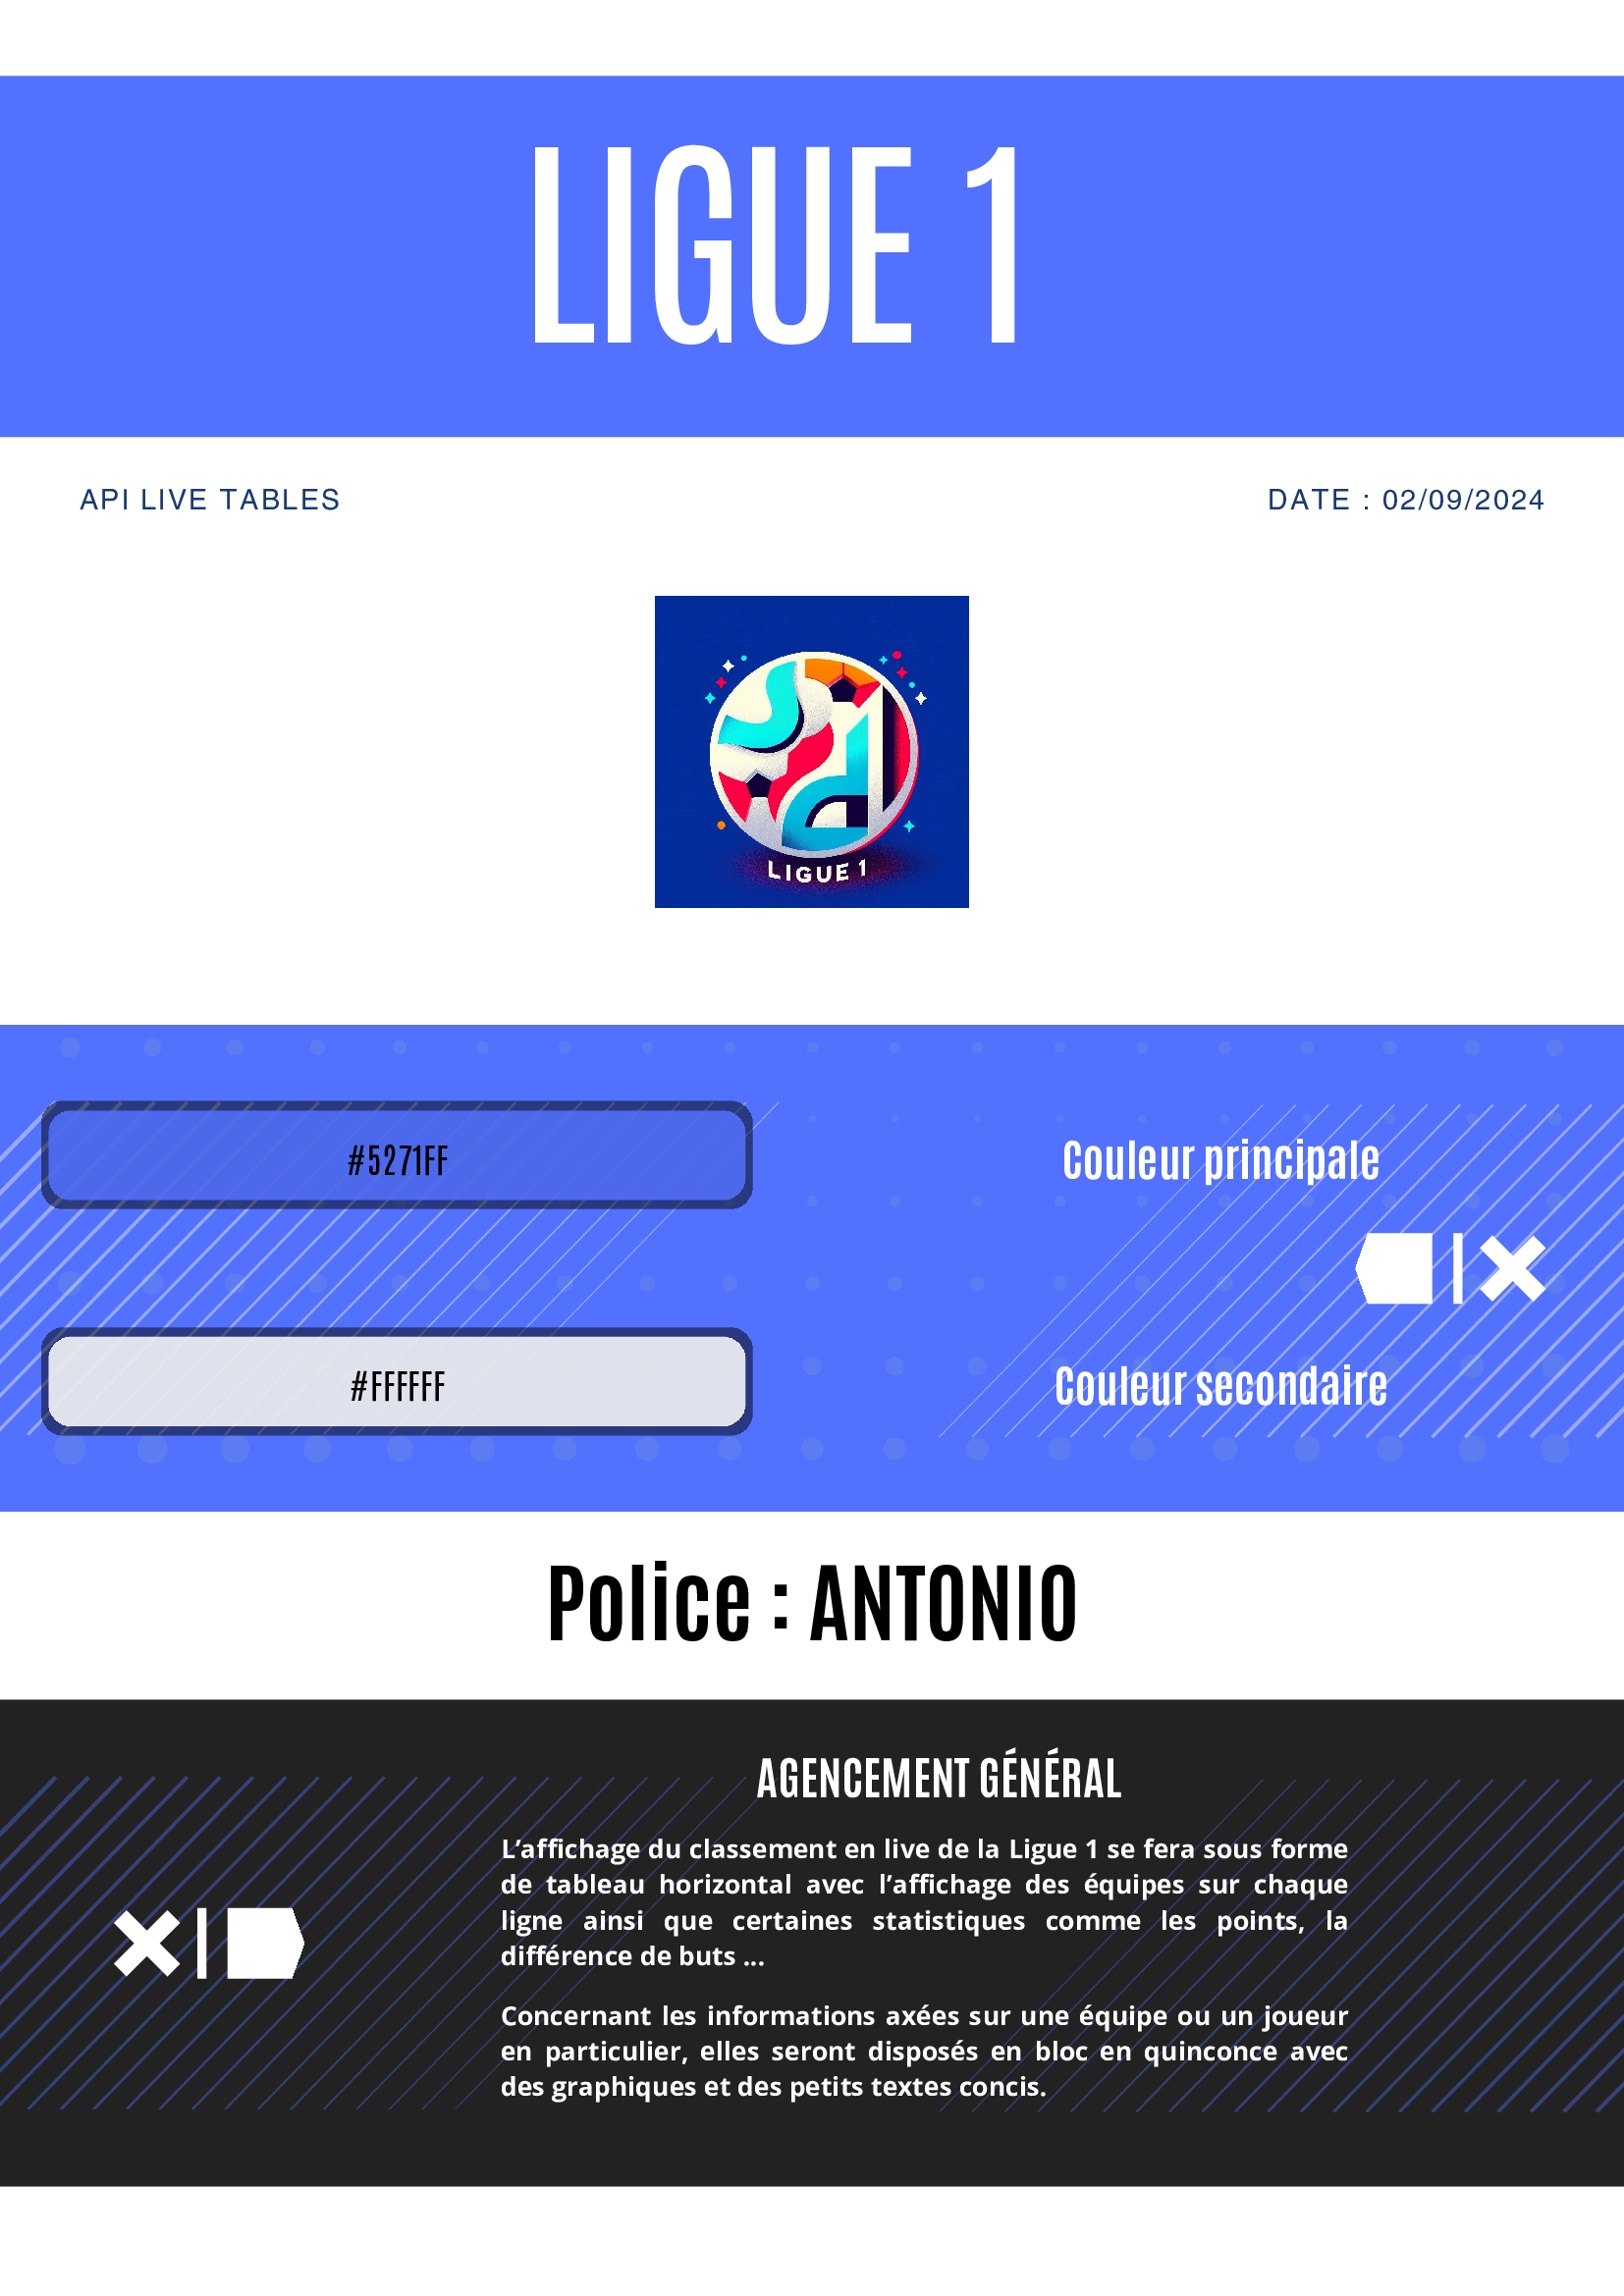 LIGUE 1
API LIVE TABLES
DATE : 02/09/2024
LIGUE 1
#5271FF
Couleur principale
#FFFFFF
Couleur secondaire
Police : ANTONIO
AGENCEMENT GÉNÉRAL
L’affichage du classement en live de la Ligue 1 se fera sous forme
de tableau horizontal avec l’affichage des équipes sur chaque
ligne ainsi que certaines statistiques comme les points, la
différence de buts ...
Concernant les informations axées sur une équipe ou un joueur
en particulier, elles seront disposés en bloc en quinconce avec
des graphiques et des petits textes concis.